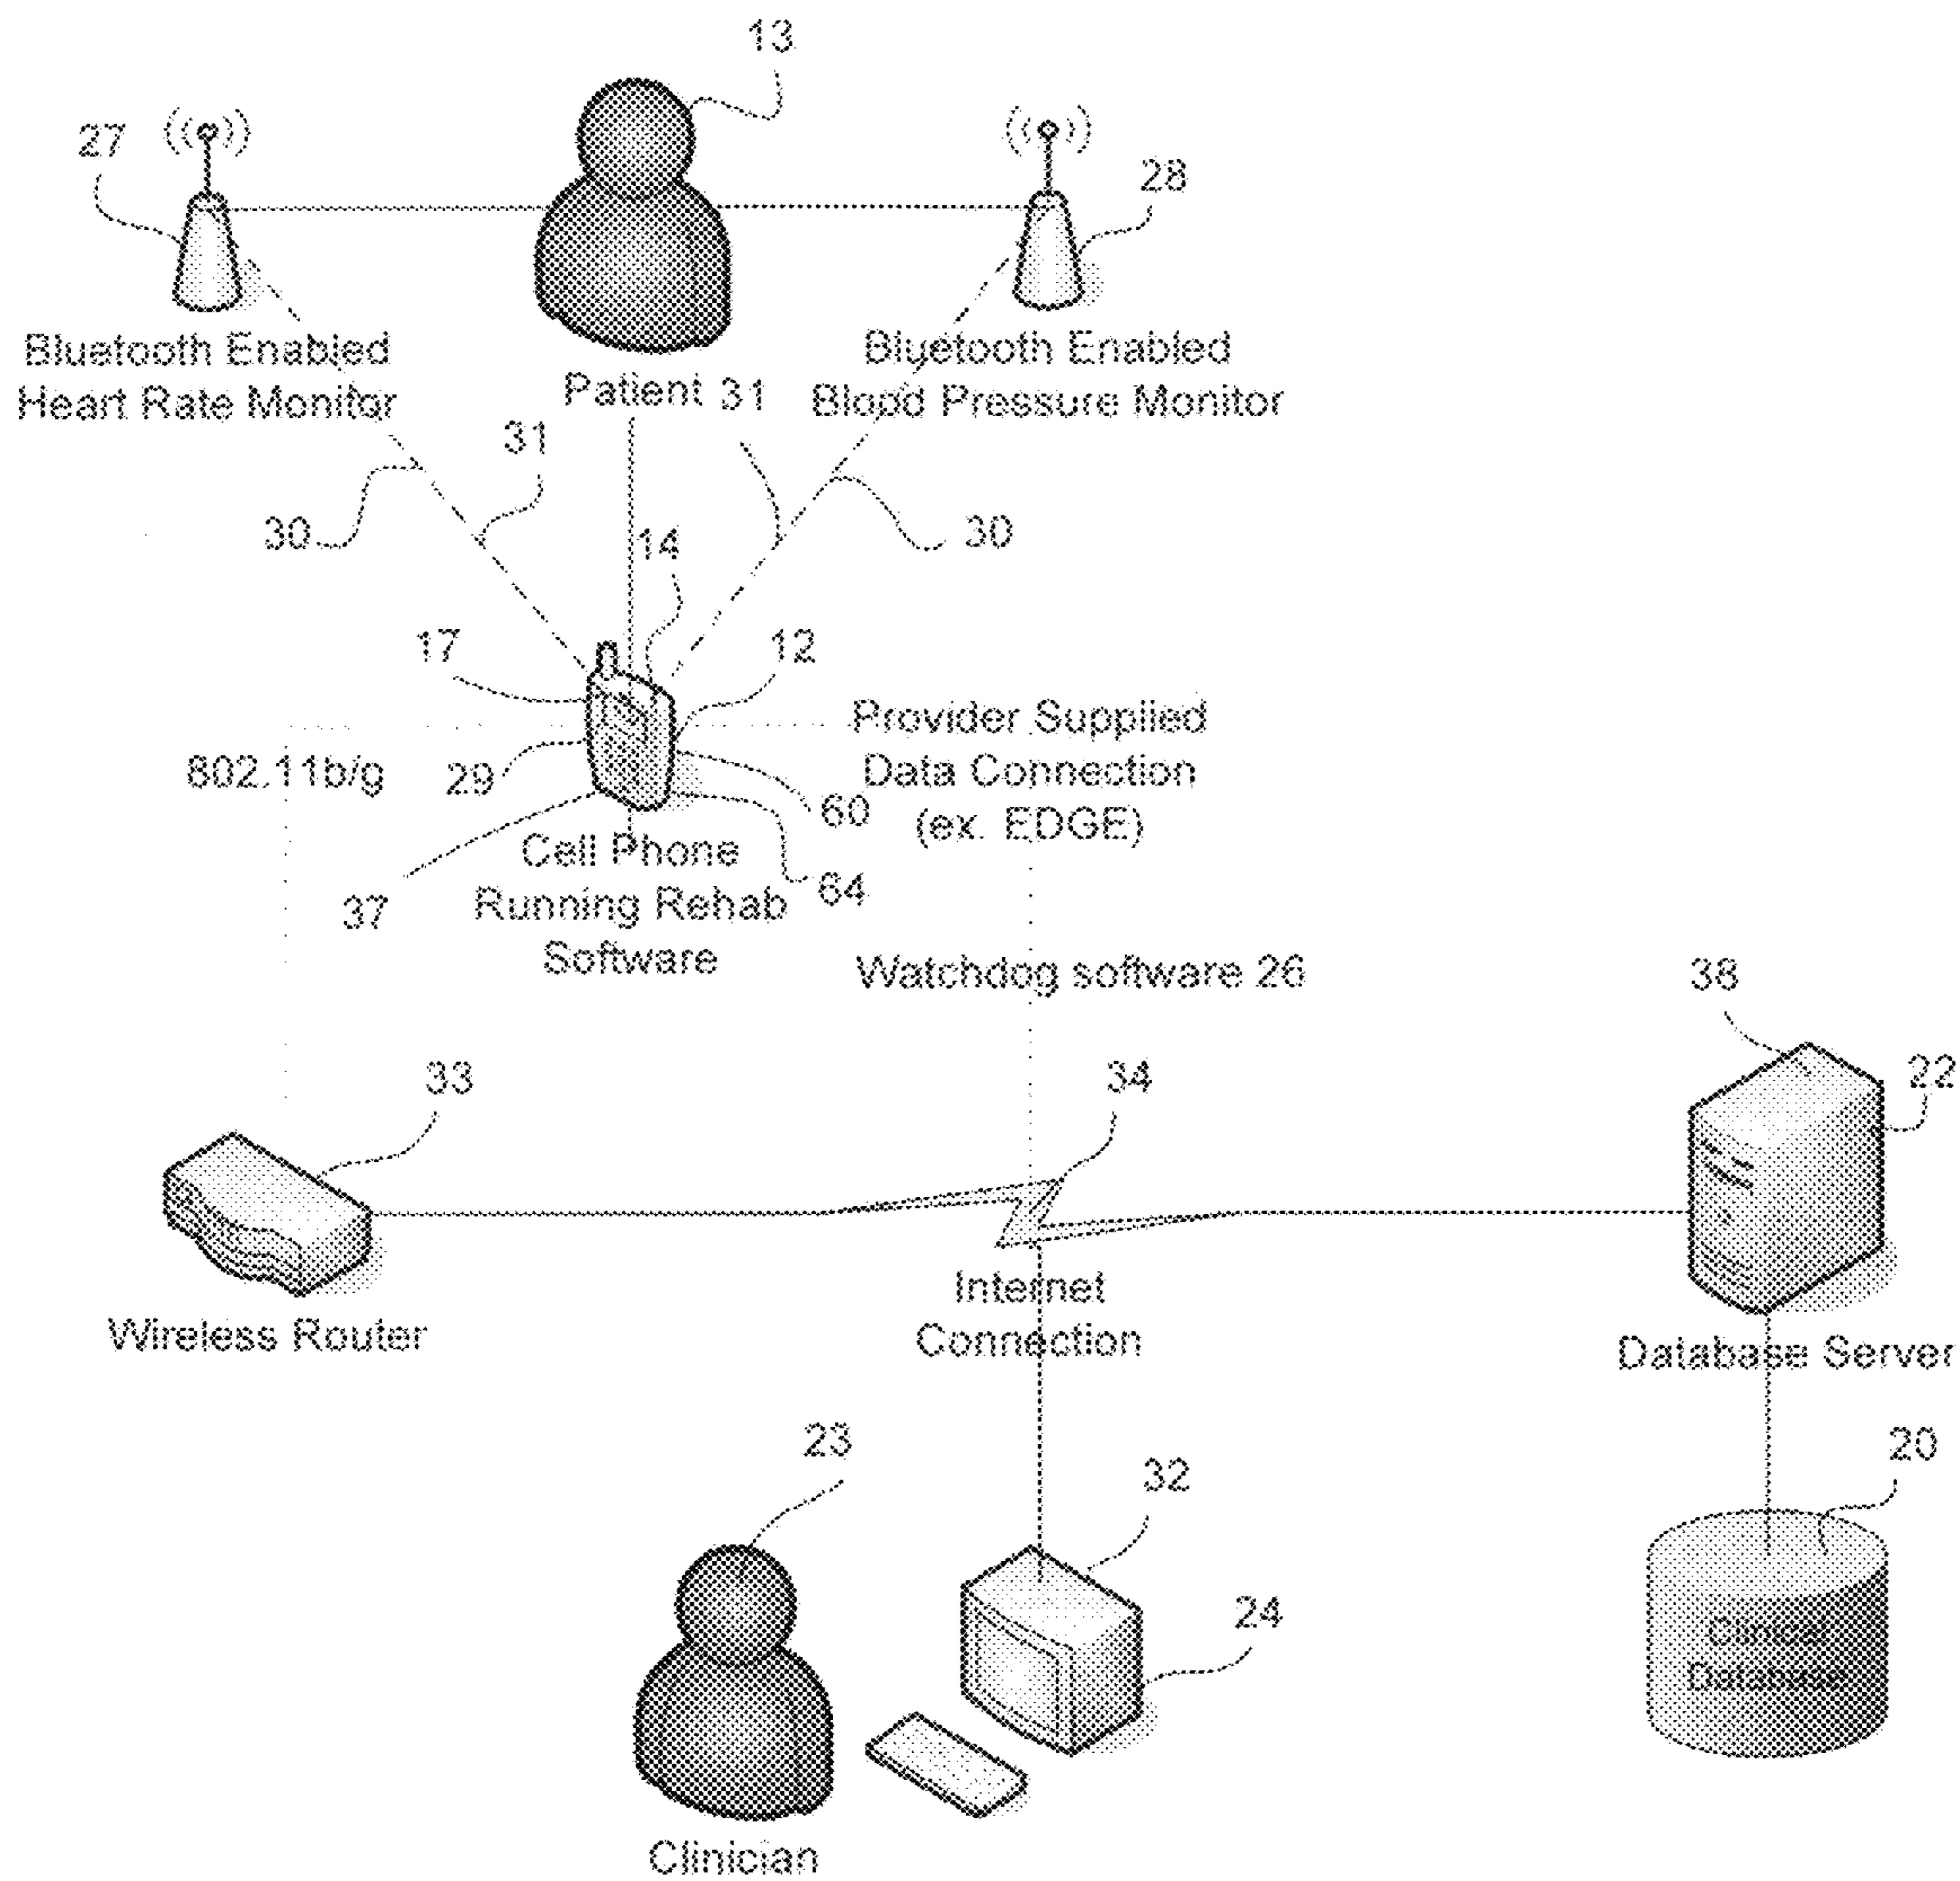 13
27
28
Bluetooth Enabled
Heart Rate Monitor
Patient 31
Bluetooth Enabled
Blood Pressure Monitor
31
30
14
30
17
12
802.11b/g
29
Provider Supplied
Data Connection
(ex. EDGE)
60
64
37
Cell Phone
Running Rehab
Software
Watchdog software 26
38
22
33
34
Wireless Router
Internet
Connection
Database Server
23
32
20
24
Clinical
Database
Clinician